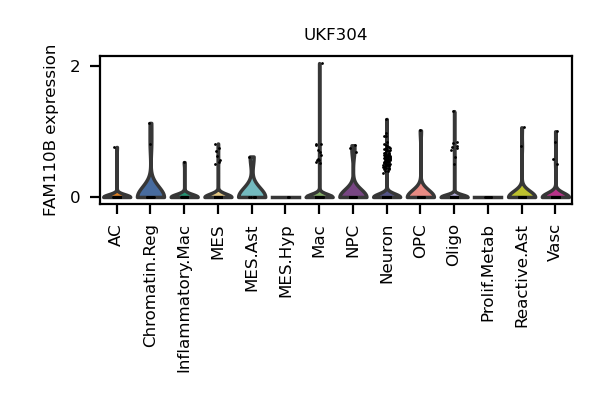 UKF304
FAM110B expression
2
0
AC
Chromatin.Reg
Inflammatory.Mac
MES
MES.Ast
MES.Hyp
Mac
NPC
Neuron
OPC
Oligo
Prolif.Metab
Reactive.Ast
Vasc